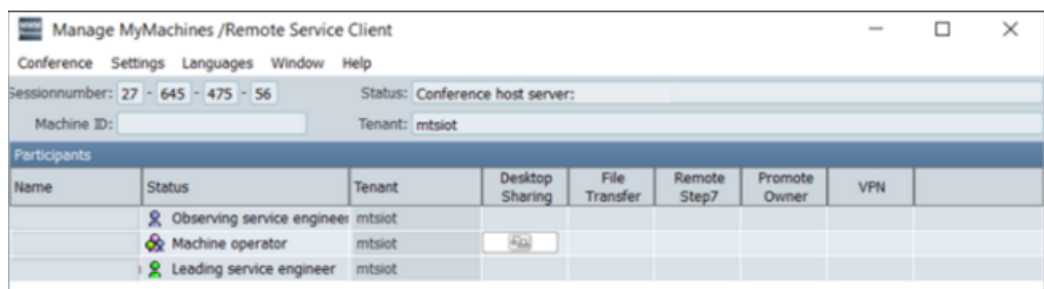 Manage MyMachines /Remote Service Client
Conference Settings Languages Window Help
Sessionnumber: 27 - 645 - 475 - 56 Status: Conference host server:
Machine ID: Tenant: mtsiot
Participants
Name Status Tenant Desktop Sharing File Transfer Remote Step7 Promote Owner VPN
Observing service engineer mtsiot
Machine operator mtsiot
Leading service engineer mtsiot